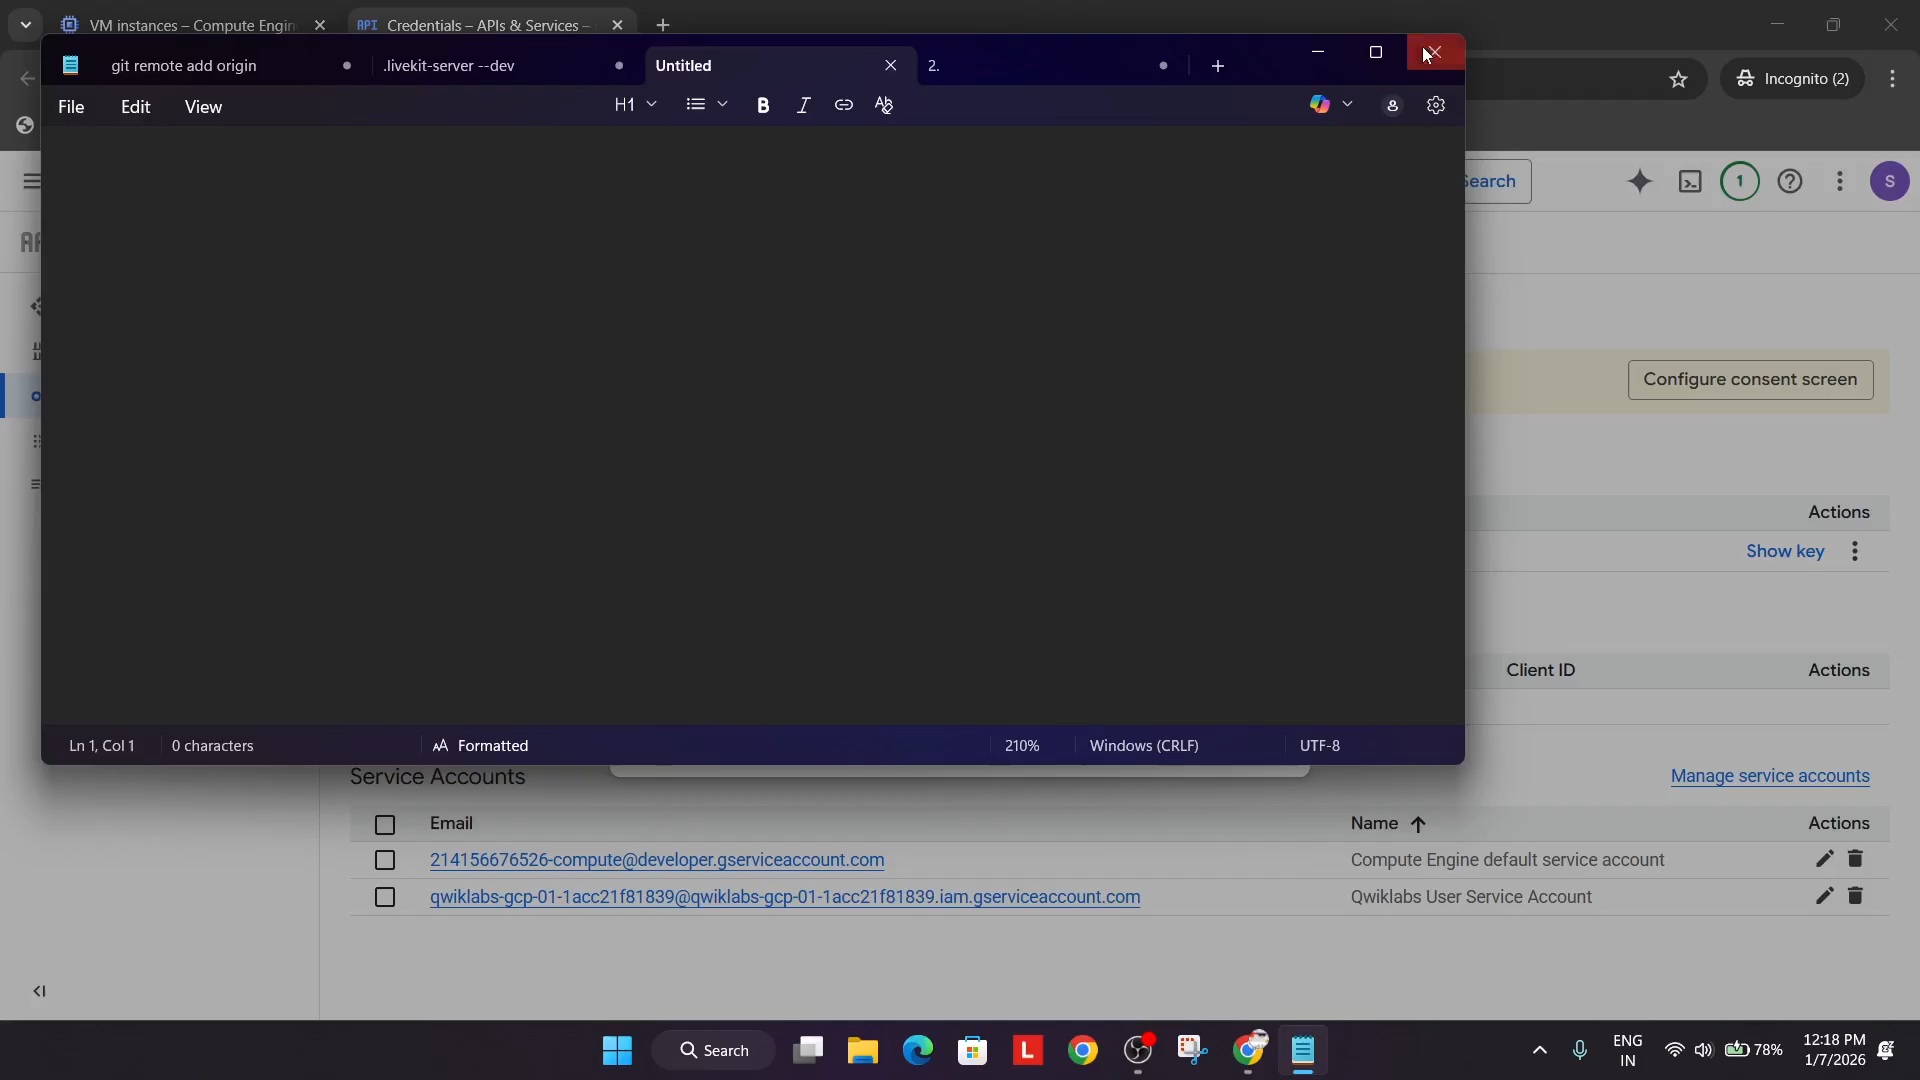 VM instances – Compute Engin
API Credentials – APIs & Services –
git remote add origin
.livekit-server --dev
Untitled
2.
Incognito (2)
File
Edit
View
H1
Search
1
S
Configure consent screen
Actions
Show key
Client ID
Actions
Ln 1, Col 1
0 characters
Formatted
210%
Windows (CRLF)
UTF-8
Service Accounts
Manage service accounts
Email
Name
Actions
214156676526-compute@developer.gserviceaccount.com
Compute Engine default service account
qwiklabs-gcp-01-1acc21f81839@qwiklabs-gcp-01-1acc21f81839.iam.gserviceaccount.com
Qwiklabs User Service Account
Search
L
ENG
IN
78%
12:18 PM
1/7/2026